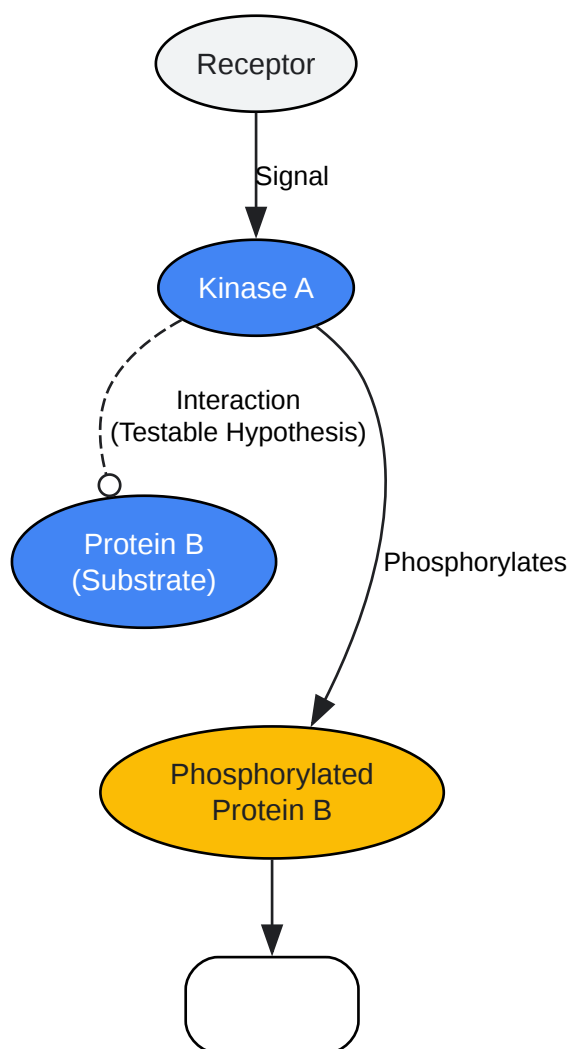 Receptor
Signal
Kinase A
Interaction
(Testable Hypothesis)
Protein B
(Substrate)
Phosphorylates
Phosphorylated
Protein B